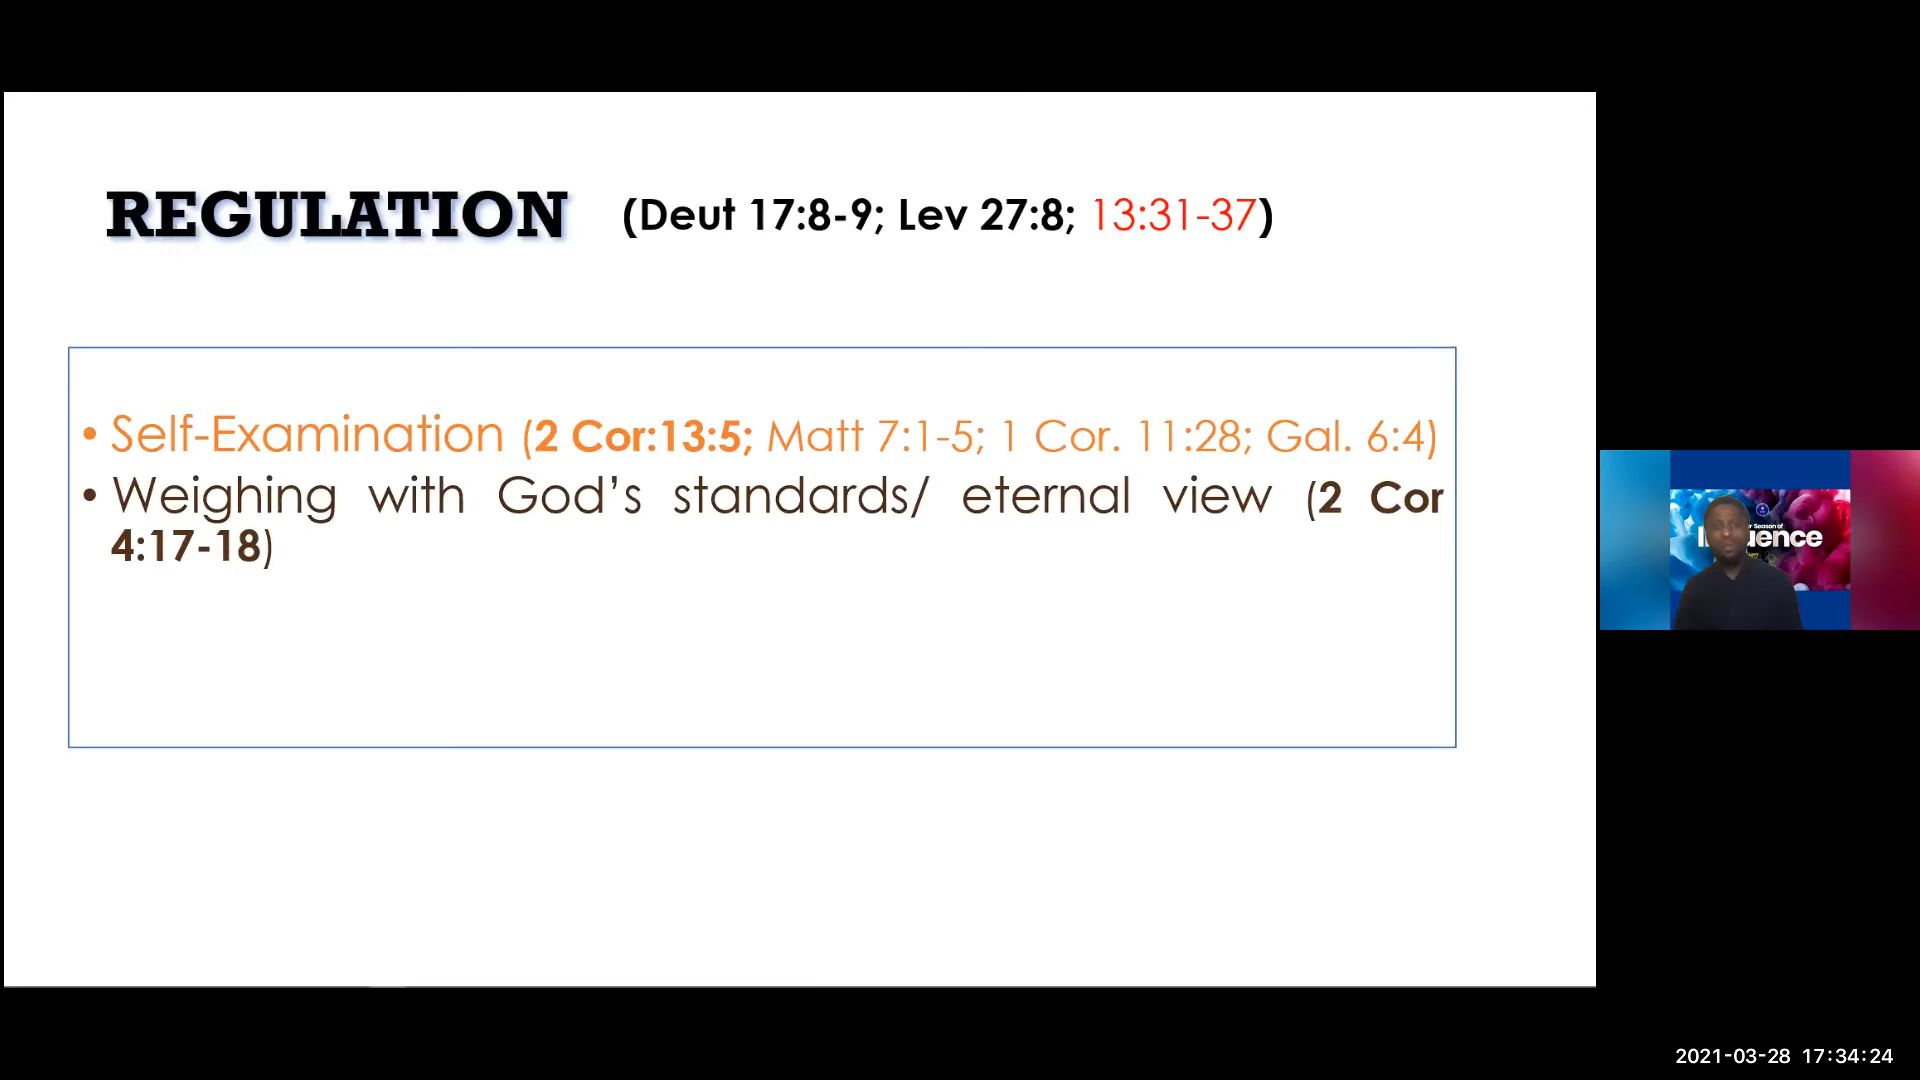 REGULATION (Deut 17:8-9; Lev 27:8; 13:31-37)
• Self-Examination (2 Cor:13:5; Matt 7:1-5; 1 Cor. 11:28; Gal. 6:4)
• Weighing with God’s standards/ eternal view (2 Cor
4:17-18)
r Season of
2021-03-28 17:34:24